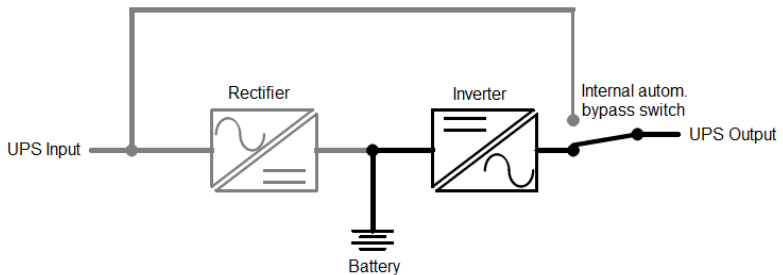 Rectifier
Inverter
Internal autom.
bypass switch
UPS Input
UPS Output
Battery